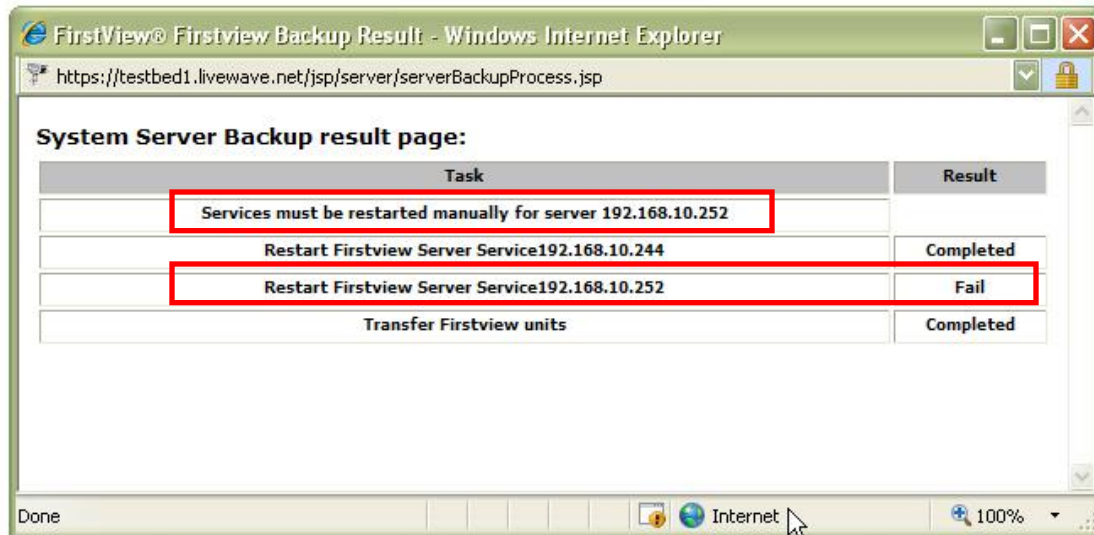 FirstView® Firstview Backup Result - Windows Internet Explorer
https://testbed1.livewave.net/jsp/server/serverBackupProcess.jsp
System Server Backup result page:
Task Result
Services must be restarted manually for server 192.168.10.252
Restart Firstview Server Service192.168.10.244 Completed
Restart Firstview Server Service192.168.10.252 Fail
Transfer Firstview units Completed
Done Internet 100%